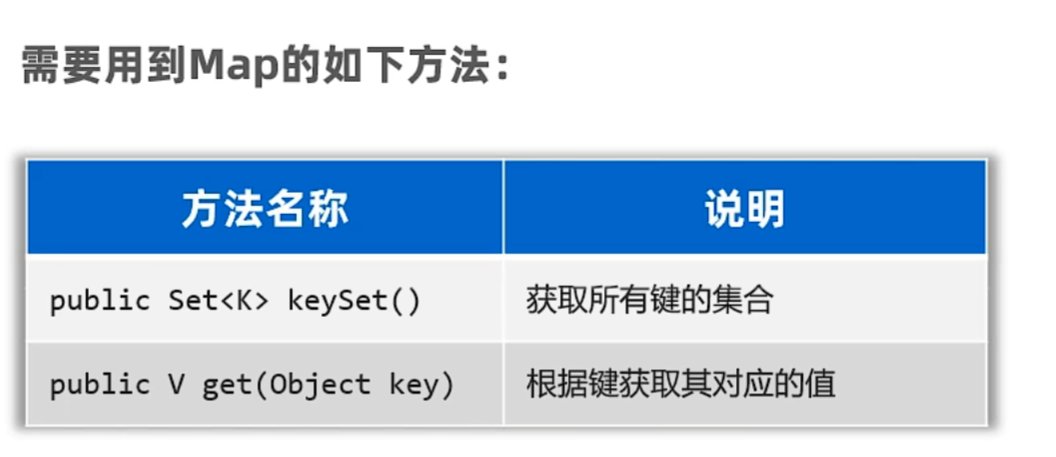 需要用到Map的如下方法：
方法名称 说明
public Set<K> keySet() 获取所有键的集合
public V get(Object key) 根据键获取其对应的值